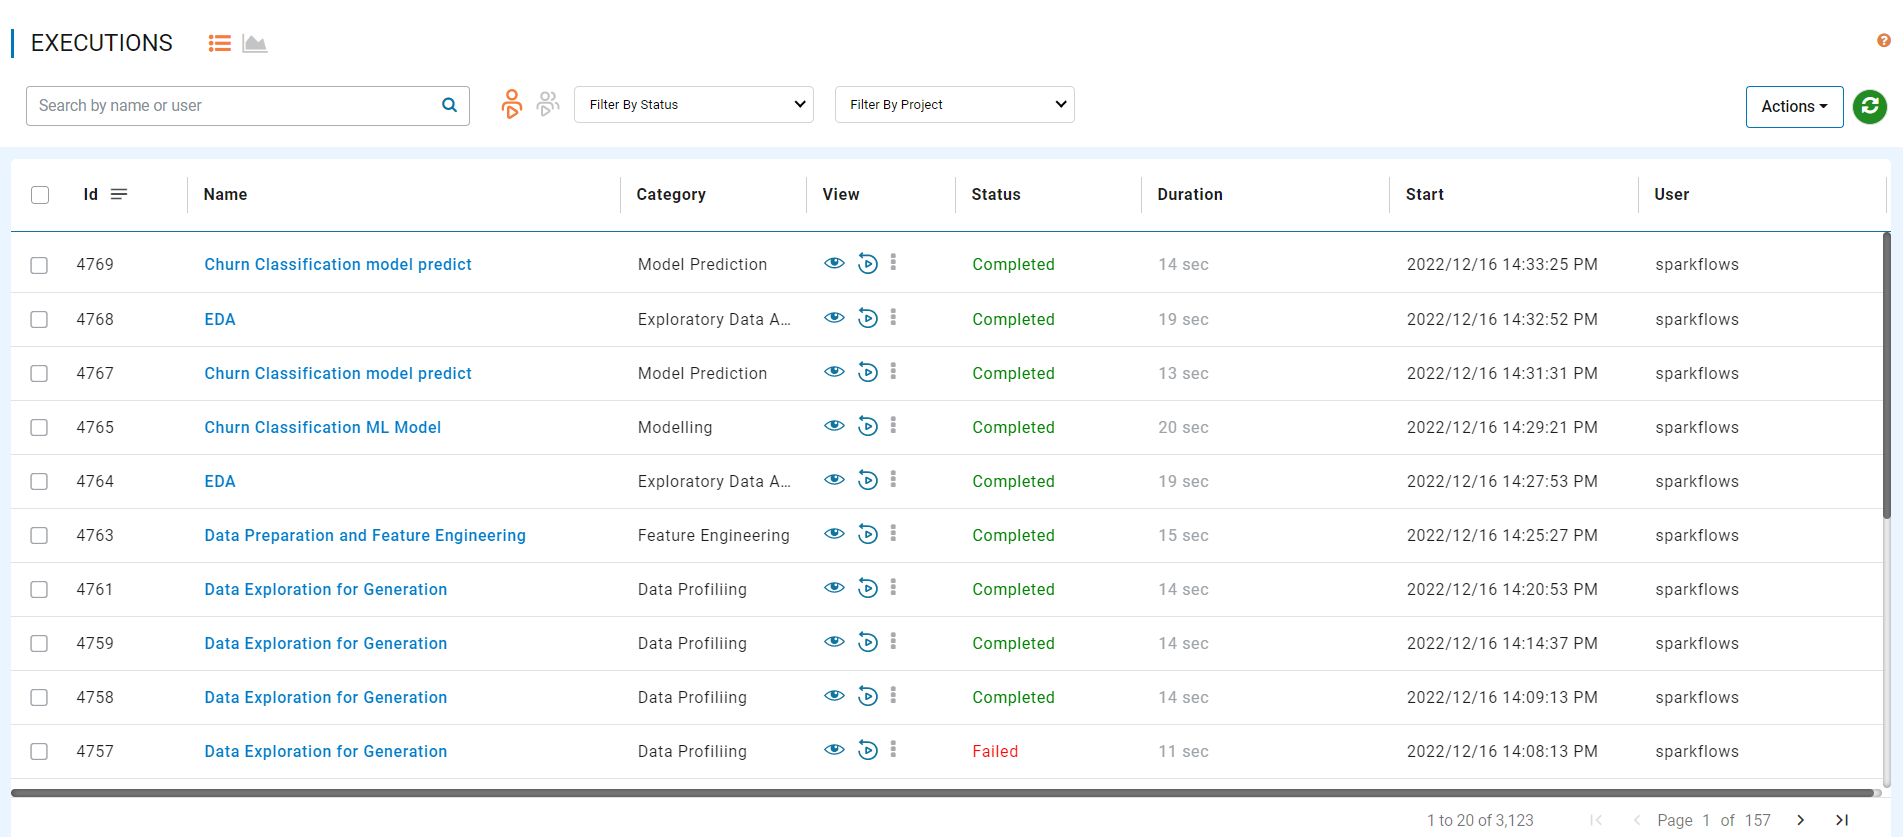 EXECUTIONS
?
Search by name or user
Filter By Status
Filter By Project
Actions
Id Name Category View Status Duration Start User
4769 Churn Classification model predict Model Prediction Completed 14 sec 2022/12/16 14:33:25 PM sparkflows
4768 EDA Exploratory Data A... Completed 19 sec 2022/12/16 14:32:52 PM sparkflows
4767 Churn Classification model predict Model Prediction Completed 13 sec 2022/12/16 14:31:31 PM sparkflows
4765 Churn Classification ML Model Modelling Completed 20 sec 2022/12/16 14:29:21 PM sparkflows
4764 EDA Exploratory Data A... Completed 19 sec 2022/12/16 14:27:53 PM sparkflows
4763 Data Preparation and Feature Engineering Feature Engineering Completed 15 sec 2022/12/16 14:25:27 PM sparkflows
4761 Data Exploration for Generation Data Profiliing Completed 14 sec 2022/12/16 14:20:53 PM sparkflows
4759 Data Exploration for Generation Data Profiliing Completed 14 sec 2022/12/16 14:14:37 PM sparkflows
4758 Data Exploration for Generation Data Profiliing Completed 14 sec 2022/12/16 14:09:13 PM sparkflows
4757 Data Exploration for Generation Data Profiliing Failed 11 sec 2022/12/16 14:08:13 PM sparkflows
1 to 20 of 3,123 Page 1 of 157